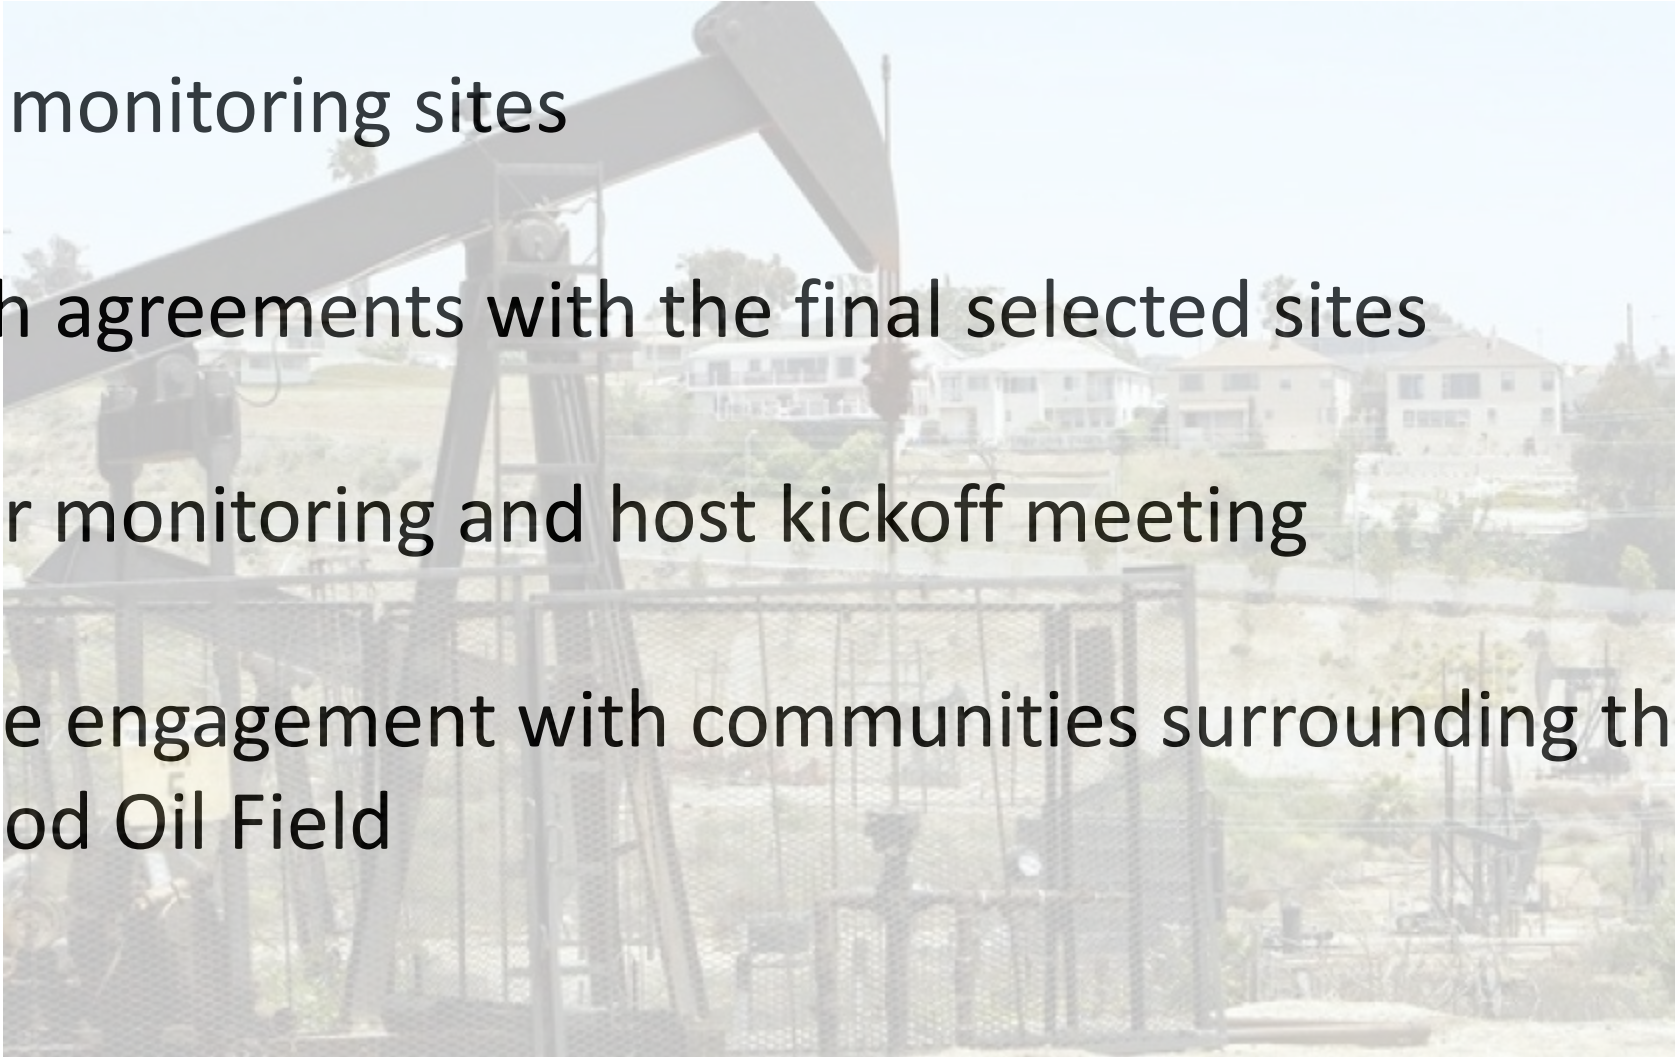 monitoring sites
h agreements with the final selected sites
r monitoring and host kickoff meeting
e engagement with communities surrounding th
od Oil Field